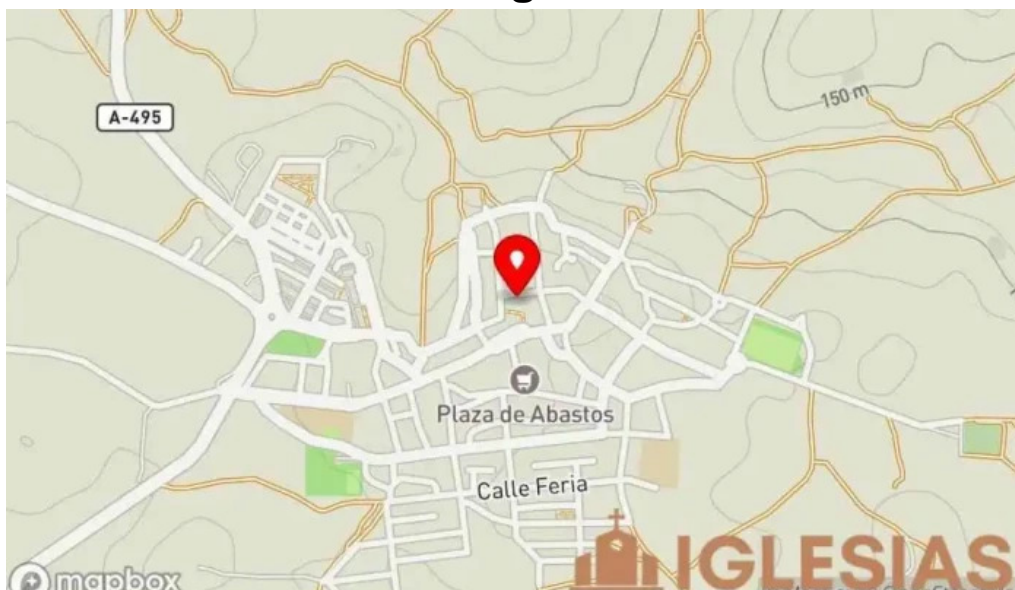 A-495
150 m
Plaza de Abastos
Calle Feria
IGLESIAS
mapbox